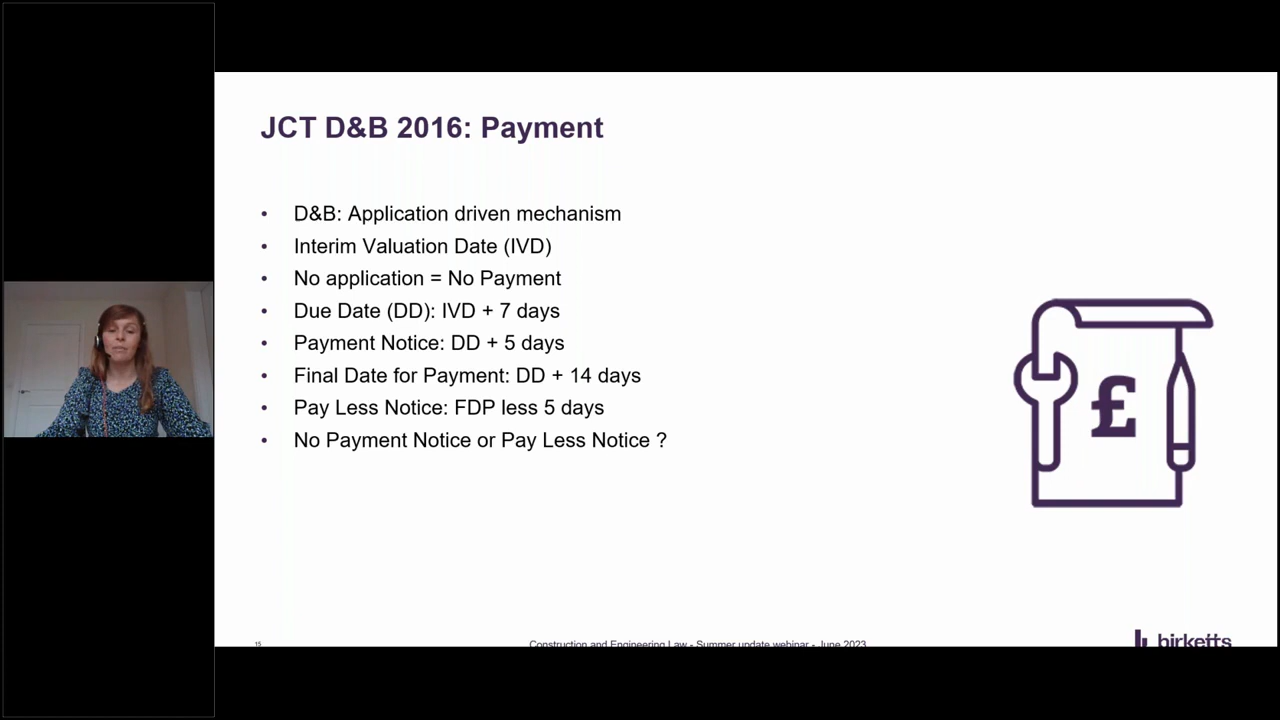 JCT D&B 2016: Payment
• D&B: Application driven mechanism
• Interim Valuation Date (IVD)
• No application = No Payment
• Due Date (DD): IVD + 7 days
• Payment Notice: DD + 5 days
• Final Date for Payment: DD + 14 days
• Pay Less Notice: FDP less 5 days
• No Payment Notice or Pay Less Notice ?
£
15
Construction and Engineering Law - Summer update webinar - June 2023
birketts